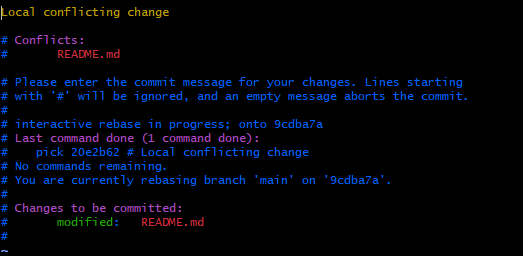 Local conflicting change

# Conflicts:
#       README.md

# Please enter the commit message for your changes. Lines starting
# with '#' will be ignored, and an empty message aborts the commit.
#
# interactive rebase in progress; onto 9cdba7a
# Last command done (1 command done):
#    pick 20e2b62 # Local conflicting change
# No commands remaining.
# You are currently rebasing branch 'main' on '9cdba7a'.
#
# Changes to be committed:
#       modified:   README.md
#
~